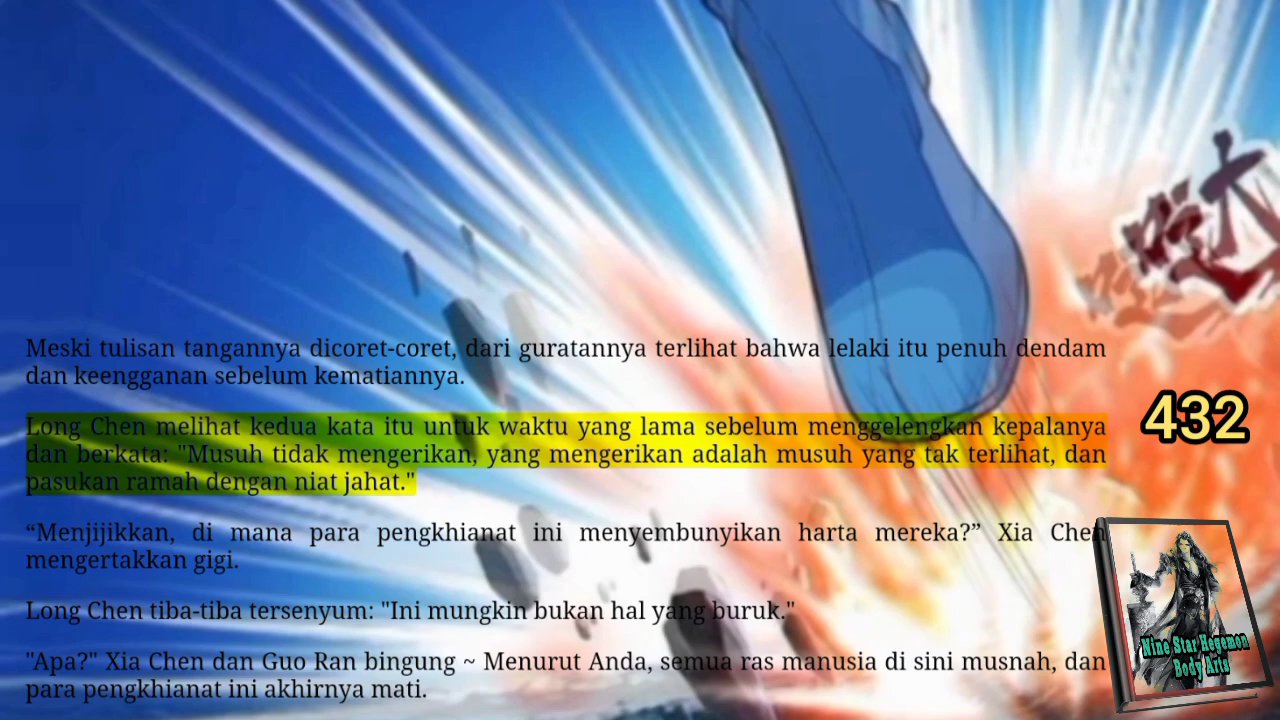 Meski tulisan tangannya dicoret-coret, dari guratannya terlihat bahwa lelaki itu penuh dendam
dan keengganan sebelum kematiannya.
Long Chen melihat kedua kata itu untuk waktu yang lama sebelum menggelengkan kepalanya
dan berkata: "Musuh tidak mengerikan, yang mengerikan adalah musuh yang tak terlihat, dan
pasukan ramah dengan niat jahat."
“Menjijikkan, di mana para pengkhianat ini menyembunyikan harta mereka?” Xia Chen
mengertakkan gigi.
Long Chen tiba-tiba tersenyum: "Ini mungkin bukan hal yang buruk."
"Apa?" Xia Chen dan Guo Ran bingung ~ Menurut Anda, semua ras manusia di sini musnah, dan
para pengkhianat ini akhirnya mati.
432
Nine Star Hegemon
Body Arts